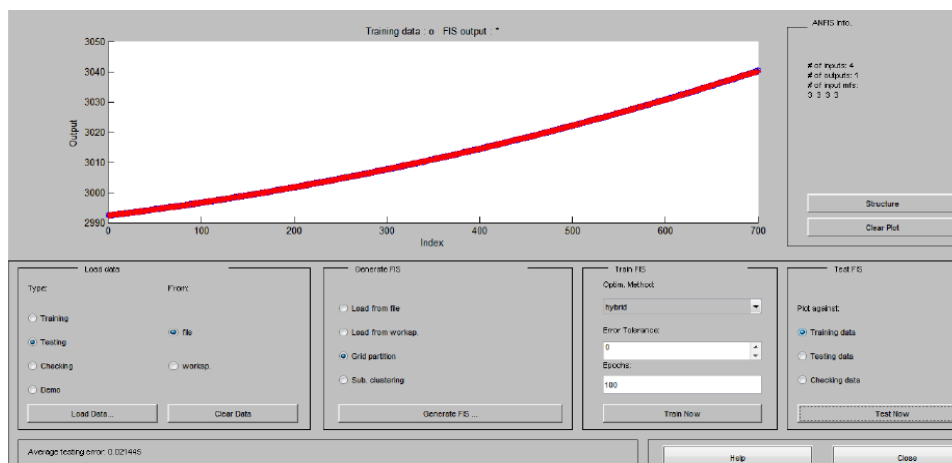 Training data : o   FIS output : *
3050
3040
3030
3020
3010
3000
2990
Output
0 100 200 300 400 500 600 700
Index
ANFIS Info.
# of inputs: 4
# of outputs: 1
# of input mfs:
3 3 3 3
Structure
Clear Plot
Load data
Type:
From:
Training
Testing
Checking
Demo
file
worksp.
Load Data...
Clear Data
Generate FIS
Load from file
Load from worksp.
Grid partition
Sub. clustering
Generate FIS ...
Train FIS
Optim. Method:
hybrid
Error Tolerance:
0
Epochs:
100
Train Now
Test FIS
Plot against:
Training data
Testing data
Checking data
Test Now
Average testing error: 0.021445
Help
Close